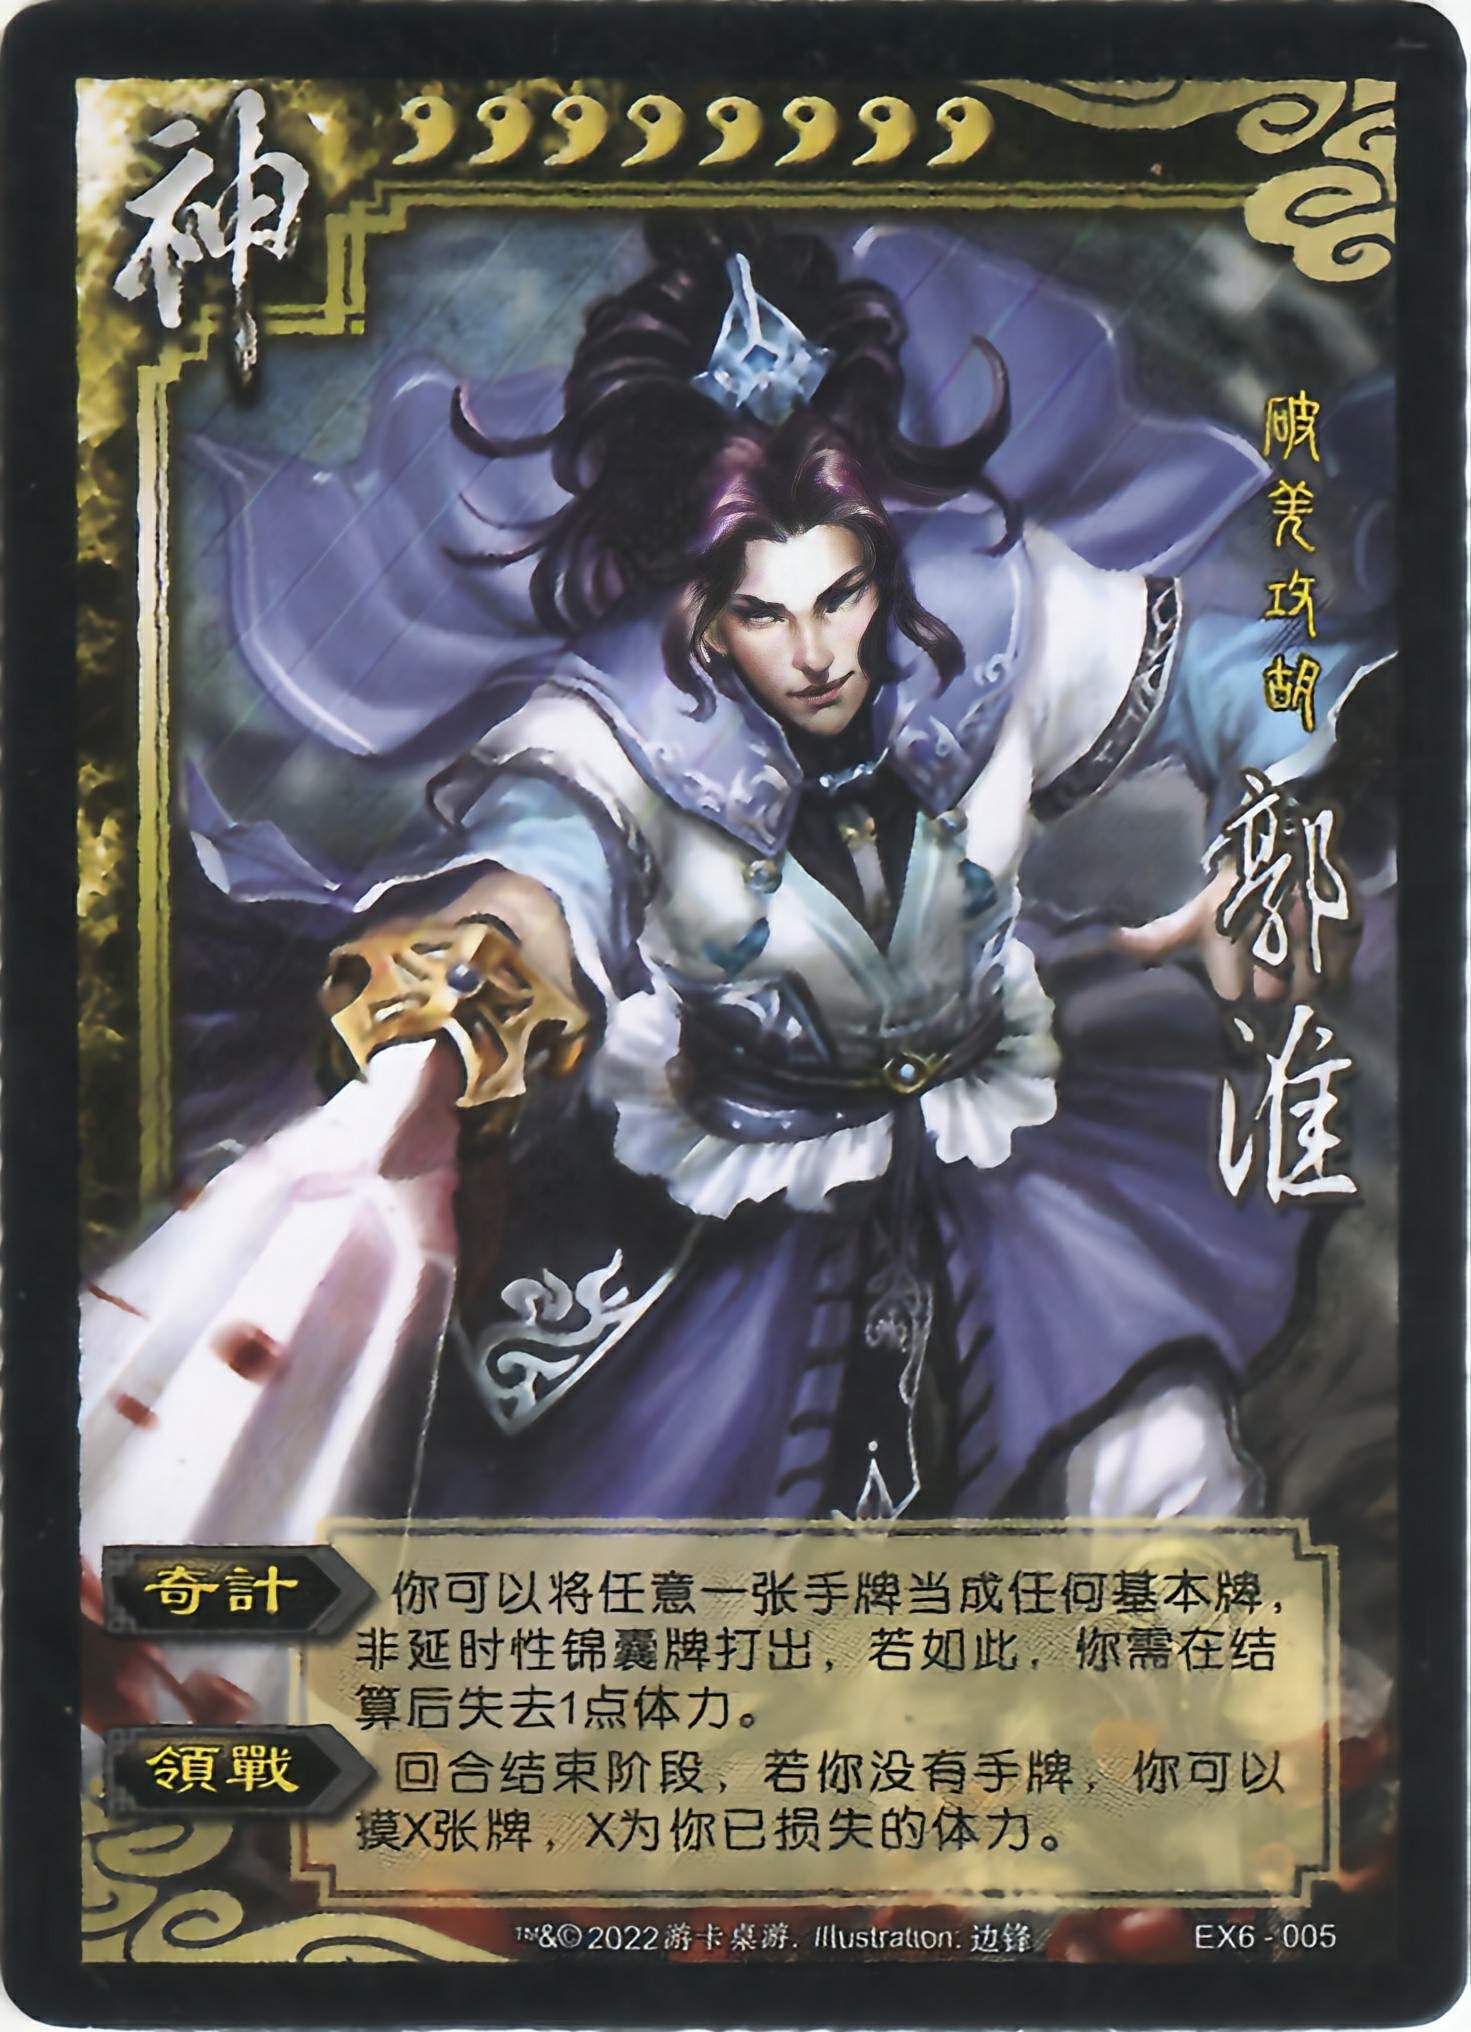 神
破羌攻胡
郭淮
奇計
你可以将任意一张手牌当成任何基本牌，
非延时性锦囊牌打出，若如此，你需在结
算后失去1点体力。
領戰
回合结束阶段，若你没有手牌，你可以
摸X张牌，X为你已损失的体力。
™&©2022游卡桌游. Illustration: 边锋
EX6-005